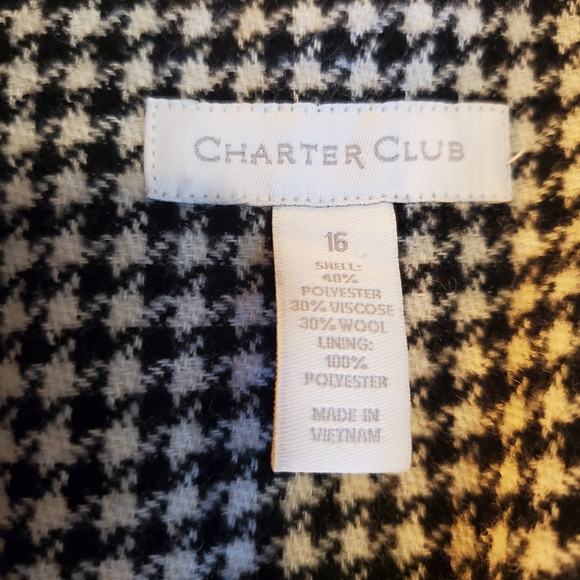 CHARTER CLUB
16
SHELL:
40%
POLYESTER
30% VISCOSE
30% WOOL
LINING:
100%
POLYESTER
MADE IN
VIETNAM